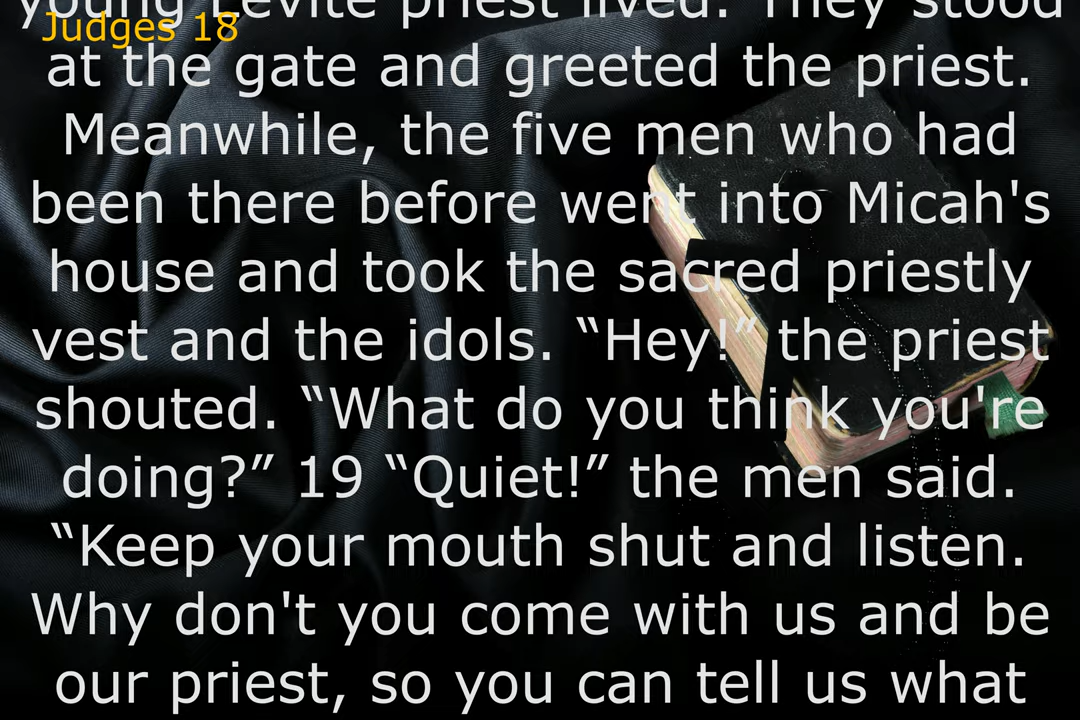 young Levite priest lived. They stood
Judges 18
at the gate and greeted the priest.
Meanwhile, the five men who had
been there before went into Micah's
house and took the sacred priestly
vest and the idols. “Hey!” the priest
shouted. “What do you think you're
doing?” 19 “Quiet!” the men said.
“Keep your mouth shut and listen.
Why don't you come with us and be
our priest, so you can tell us what